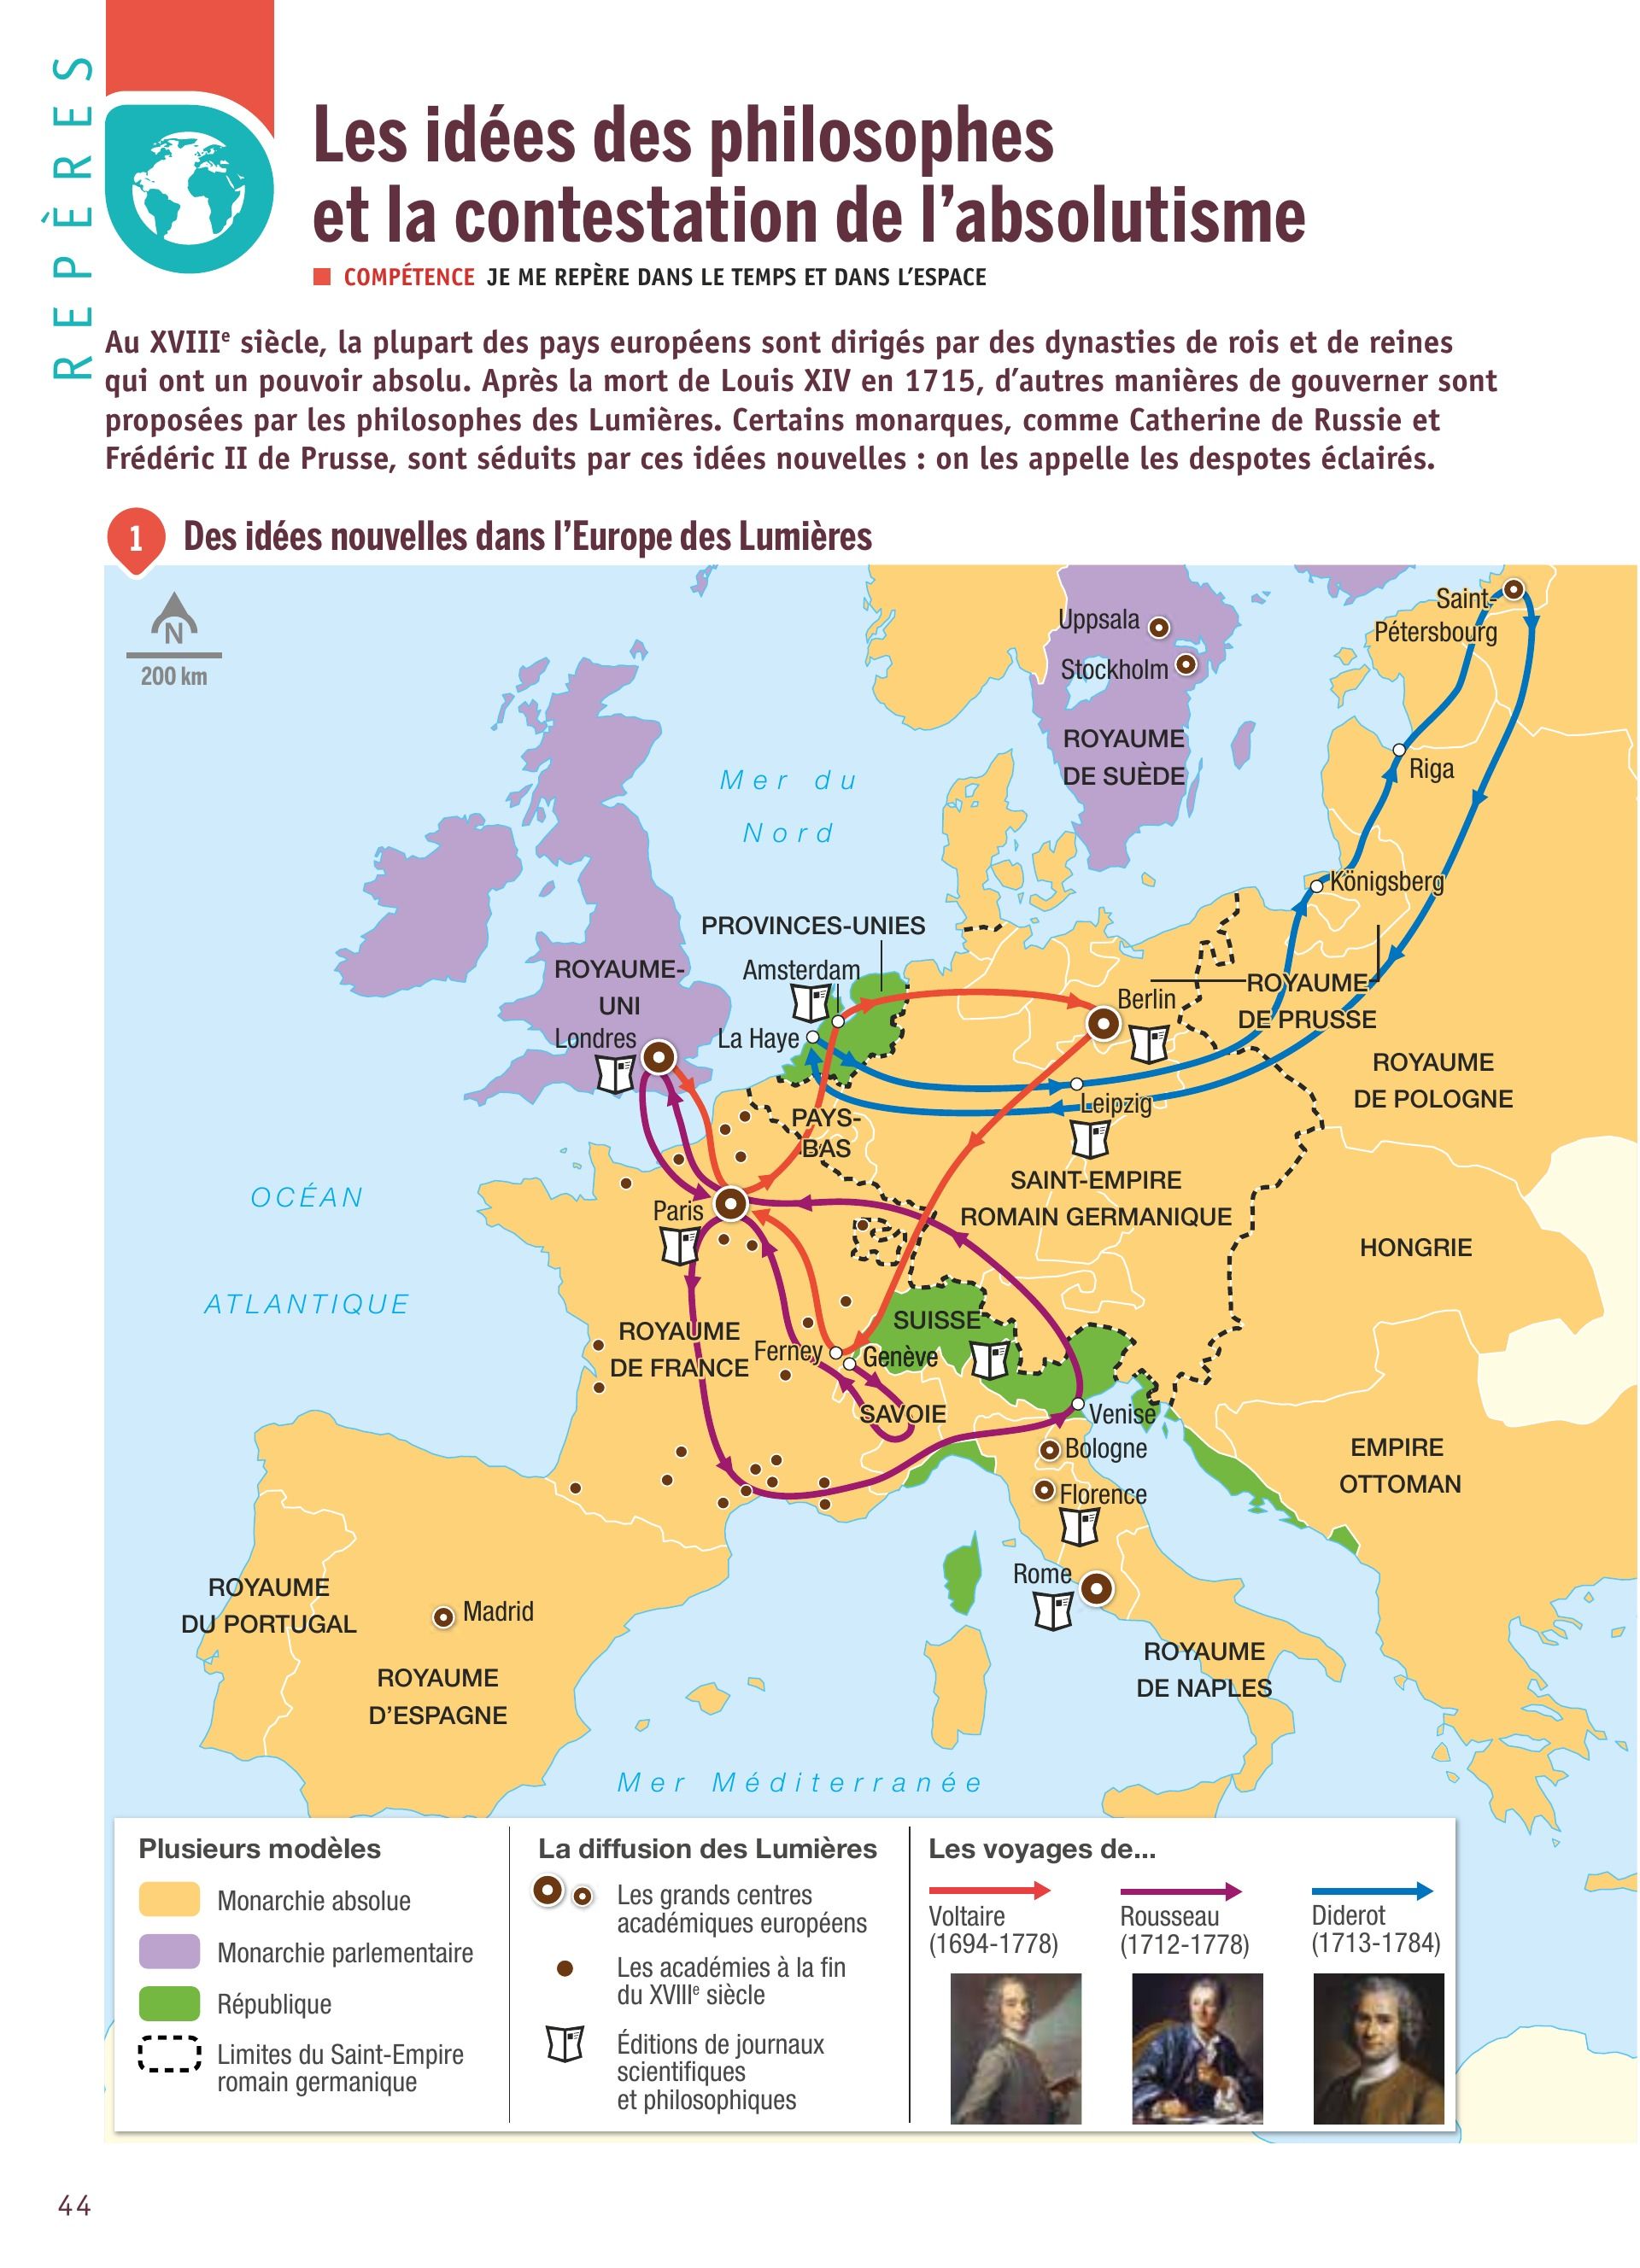 REPÈRES
Les idées des philosophes
et la contestation de l’absolutisme
COMPÉTENCE JE ME REPÈRE DANS LE TEMPS ET DANS L’ESPACE
Au XVIIIe siècle, la plupart des pays européens sont dirigés par des dynasties de rois et de reines
qui ont un pouvoir absolu. Après la mort de Louis XIV en 1715, d’autres manières de gouverner sont
proposées par les philosophes des Lumières. Certains monarques, comme Catherine de Russie et
Frédéric II de Prusse, sont séduits par ces idées nouvelles : on les appelle les despotes éclairés.
1 Des idées nouvelles dans l’Europe des Lumières
N
200 km
Saint-
Pétersbourg
Uppsala
Stockholm
ROYAUME
DE SUÈDE
Riga
Mer du
Nord
Königsberg
PROVINCES-UNIES
Amsterdam
La Haye
ROYAUME-
UNI
Londres
Berlin
ROYAUME
DE PRUSSE
ROYAUME
DE POLOGNE
Leipzig
PAYS-
BAS
SAINT-EMPIRE
ROMAIN GERMANIQUE
OCÉAN
ATLANTIQUE
Paris
HONGRIE
ROYAUME
DE FRANCE
SUISSE
Ferney
Genève
SAVOIE
Venise
Bologne
Florence
EMPIRE
OTTOMAN
Rome
ROYAUME
DU PORTUGAL
Madrid
ROYAUME
D’ESPAGNE
ROYAUME
DE NAPLES
Mer Méditerranée
Plusieurs modèles
Monarchie absolue
Monarchie parlementaire
République
Limites du Saint-Empire
romain germanique
La diffusion des Lumières
Les grands centres
académiques européens
Les académies à la fin
du XVIIIe siècle
Éditions de journaux
scientifiques
et philosophiques
Les voyages de...
Voltaire
(1694-1778)
Rousseau
(1712-1778)
Diderot
(1713-1784)
44